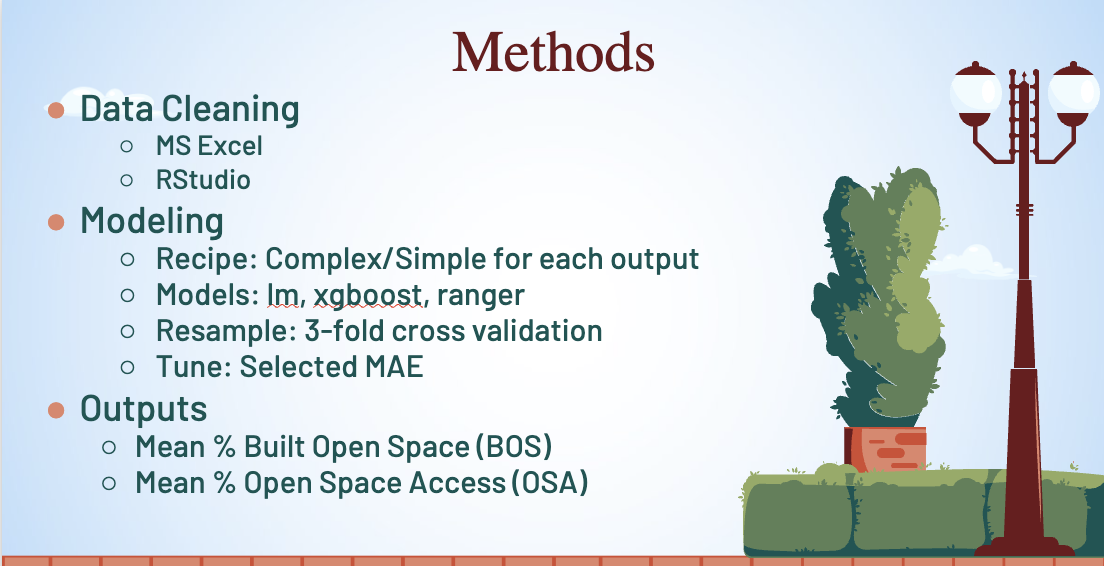 Methods
● Data Cleaning
○ MS Excel
○ RStudio
● Modeling
○ Recipe: Complex/Simple for each output
○ Models: lm, xgboost, ranger
○ Resample: 3-fold cross validation
○ Tune: Selected MAE
● Outputs
○ Mean % Built Open Space (BOS)
○ Mean % Open Space Access (OSA)